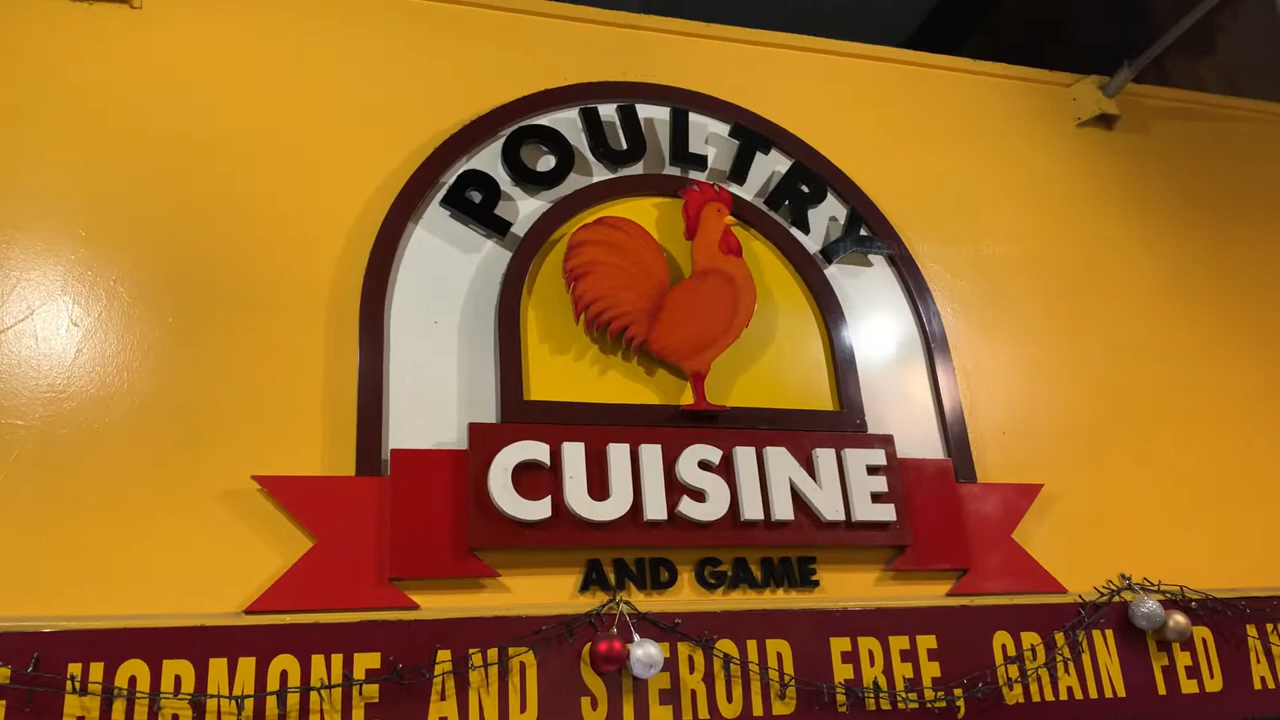 POULTRY
CUISINE
AND GAME
HORMONE AND STEROID FREE, GRAIN FED